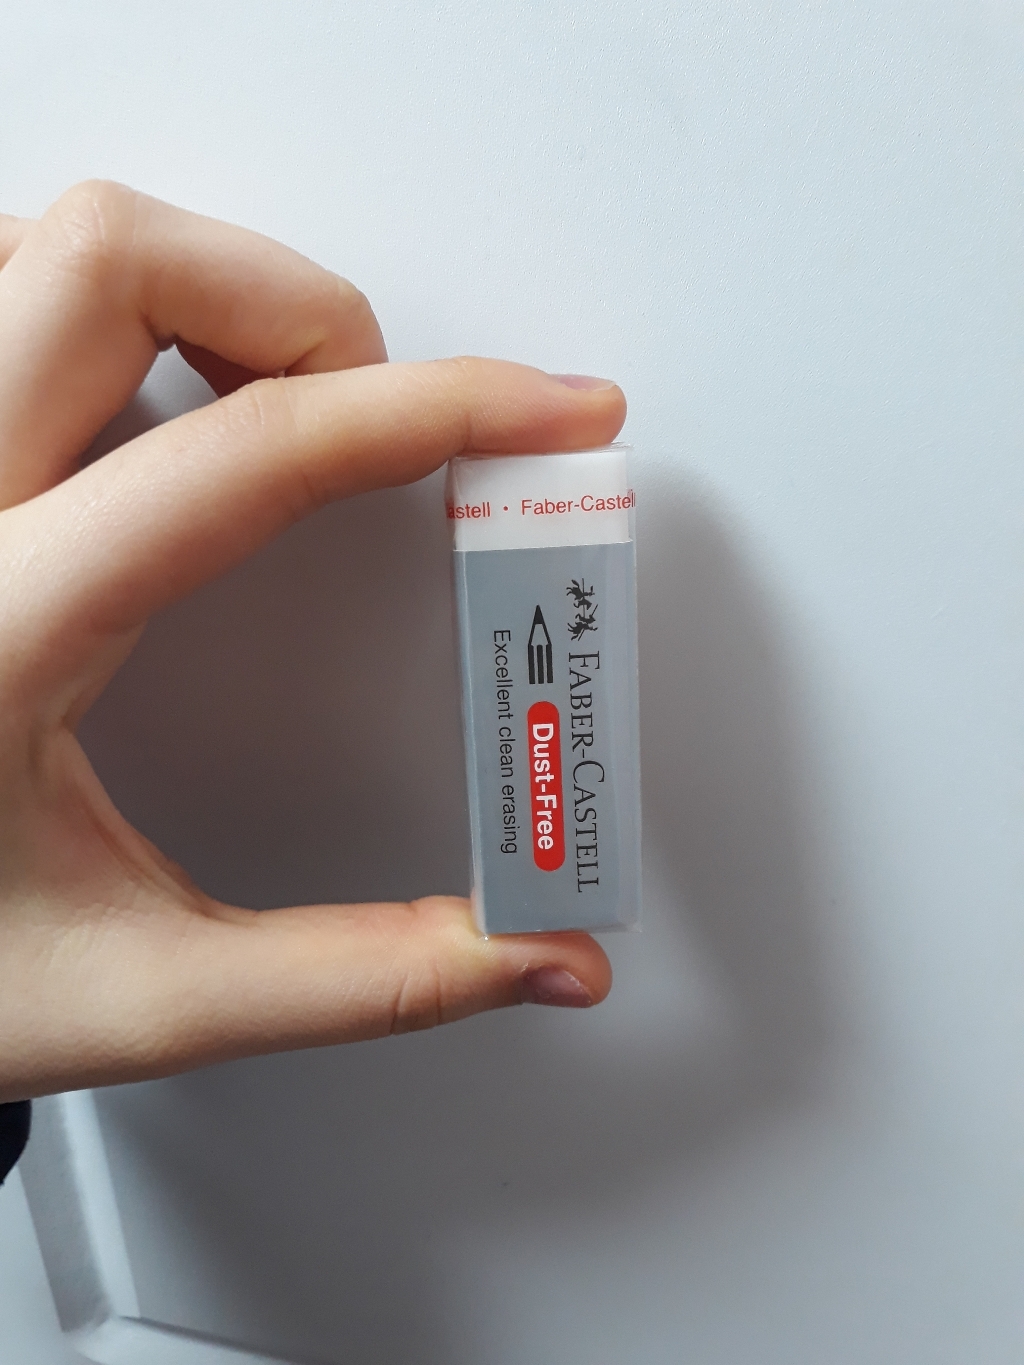 astell • Faber-Castell
FABER-CASTELL
Dust-Free
Excellent clean erasing